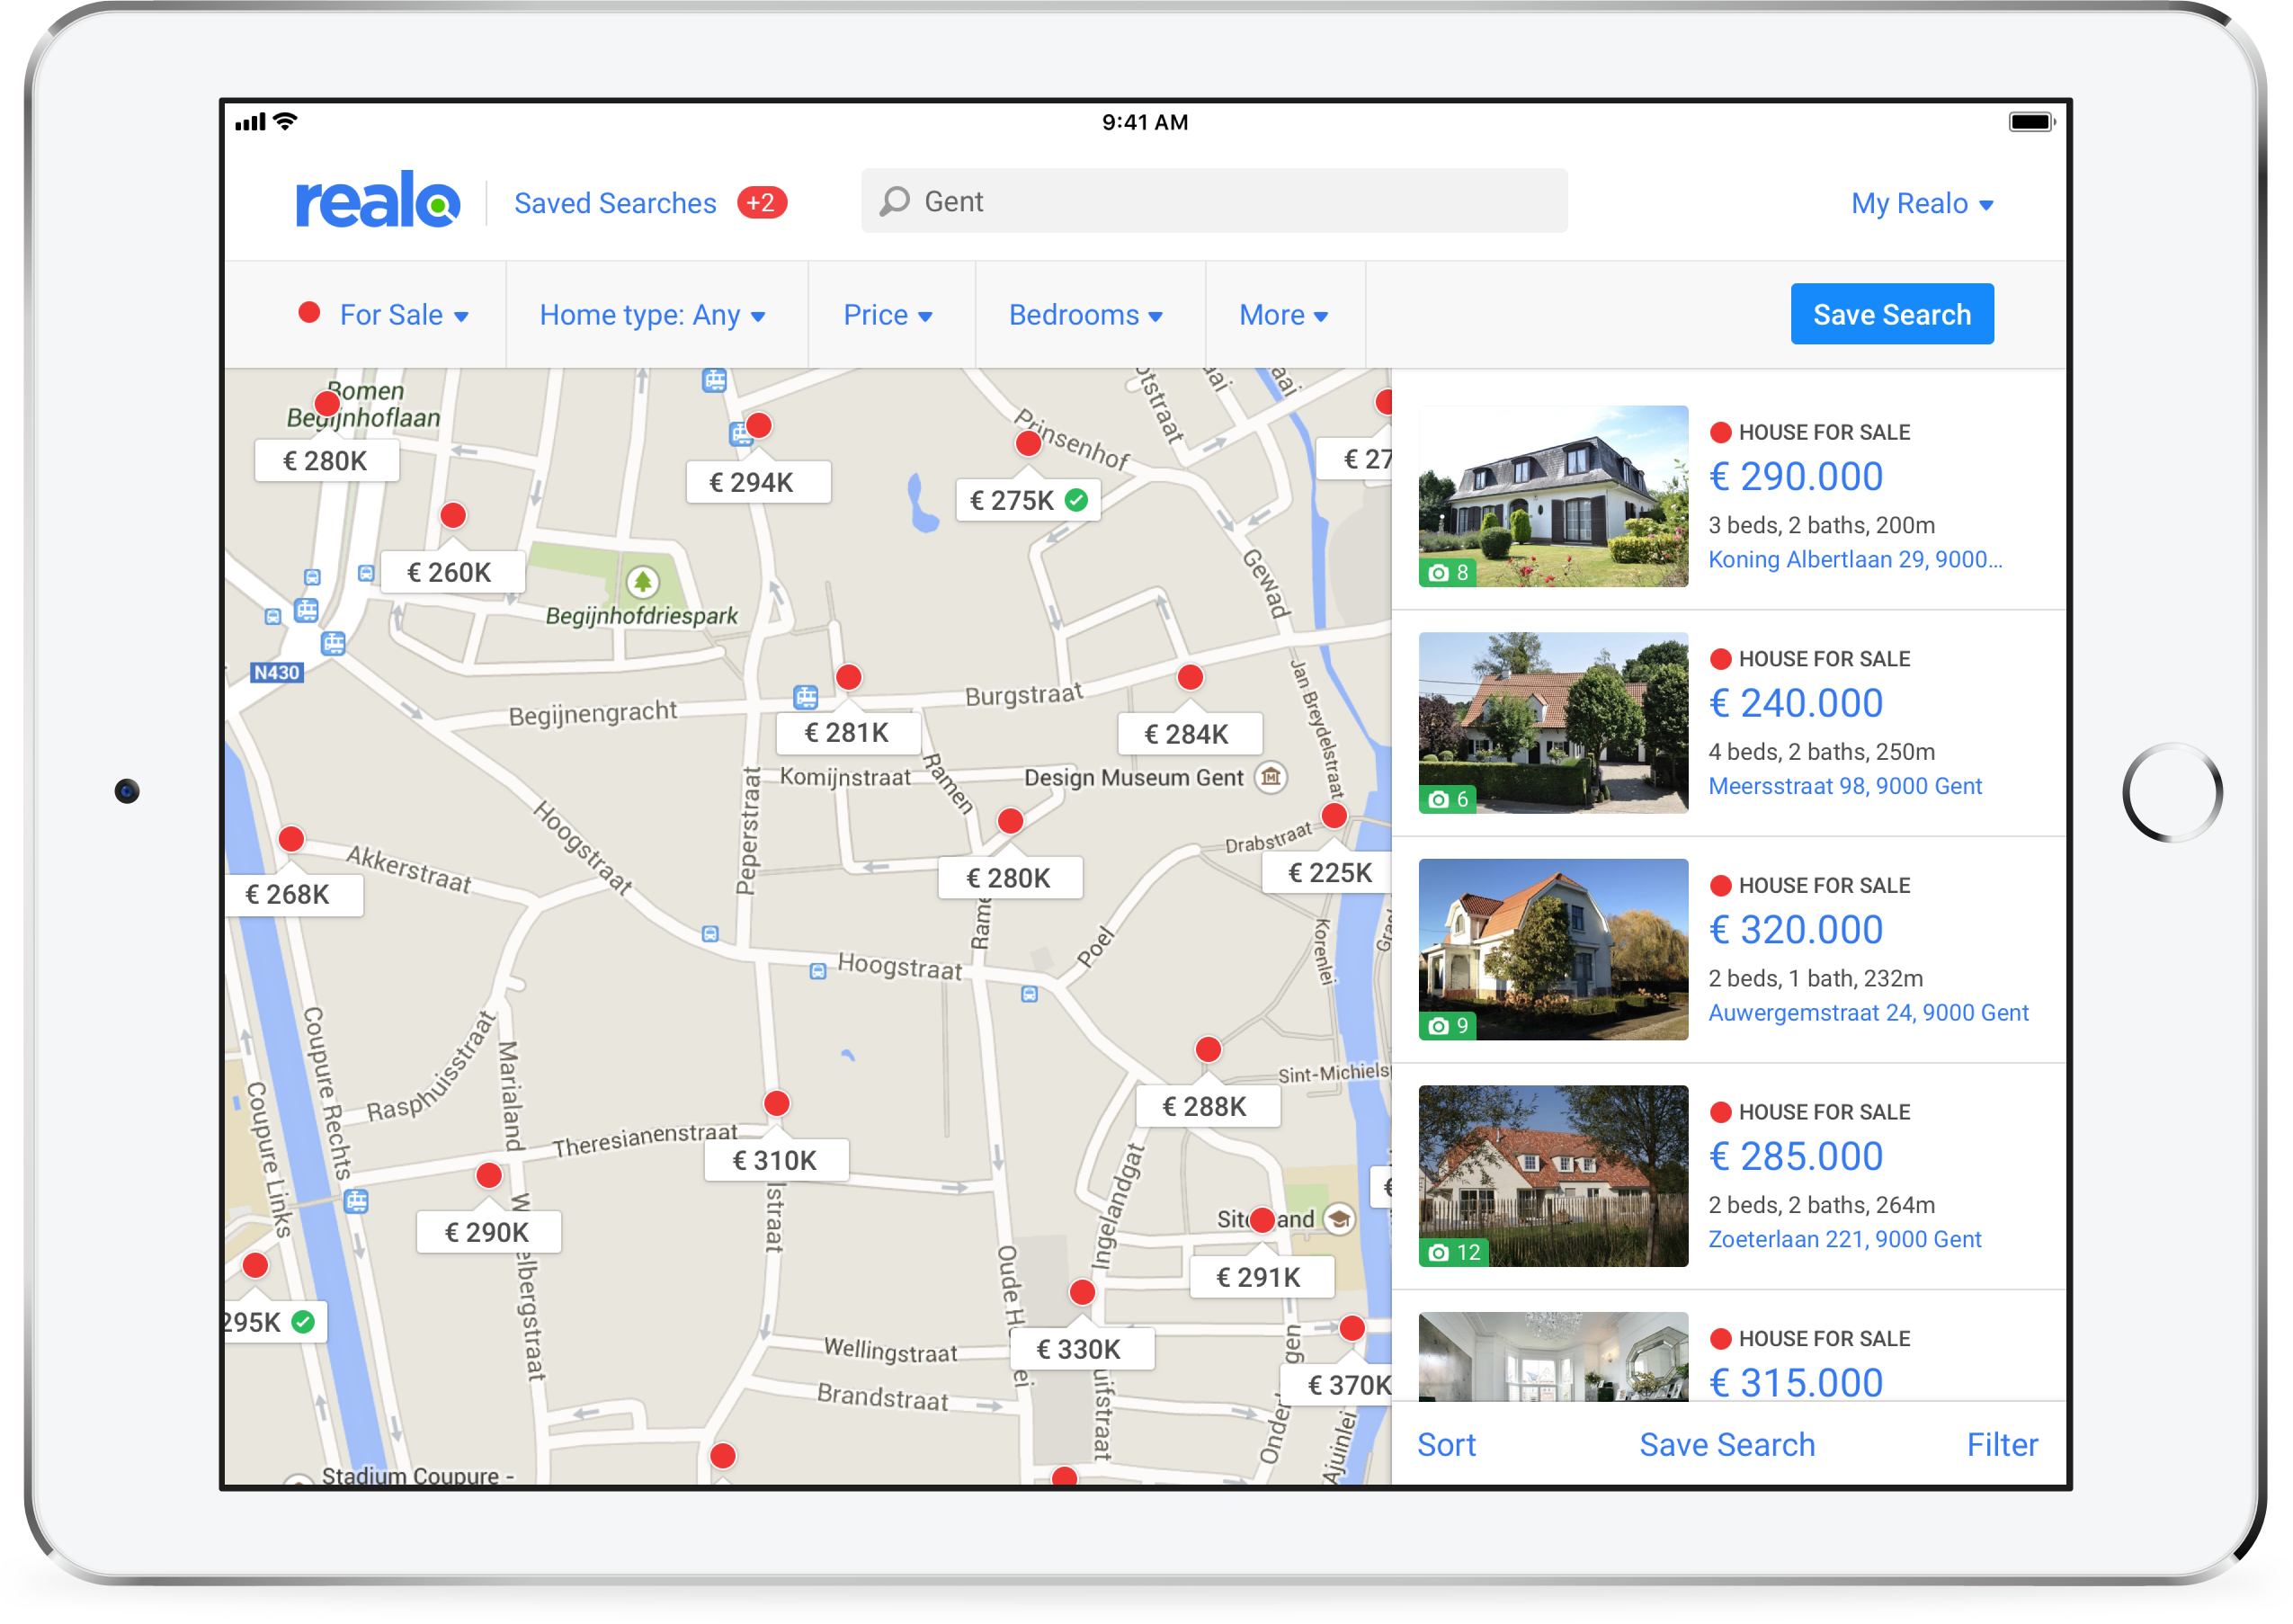 9:41 AM
realo
Saved Searches +2
Gent
My Realo
For Sale
Home type: Any
Price
Bedrooms
More
Save Search
Bomen
Begijnhoflaan
€ 280K
€ 294K
Prinsenhof
€ 275K
€ 27
€ 260K
Begijnhofdriespark
Gewad
N430
Begijnengracht
Burgstraat
Jan Breydelstraat
€ 281K
€ 284K
Komijnstraat
Ramen
Design Museum Gent
Peperstraat
Hoogstraat
Drabstraat
Akkerstraat
€ 268K
€ 280K
€ 225K
Poel
Korenlei
Hoogstraat
Coupure Rechts
Rasphuisstraat
Marialand
Coupure Links
Sint-Michiels
€ 288K
Theresianenstraat
€ 310K
lstraat
Ingelandgat
€ 290K
elbergstraat
€ 291K
295K
Wellingstraat
€ 330K
€ 370K
Brandstraat
uifstraat
Ajuinlei
Stadium Coupure -
HOUSE FOR SALE
€ 290.000
3 beds, 2 baths, 200m
Koning Albertlaan 29, 9000...
8
HOUSE FOR SALE
€ 240.000
4 beds, 2 baths, 250m
Meersstraat 98, 9000 Gent
6
HOUSE FOR SALE
€ 320.000
2 beds, 1 bath, 232m
Auwergemstraat 24, 9000 Gent
9
HOUSE FOR SALE
€ 285.000
2 beds, 2 baths, 264m
Zoeterlaan 221, 9000 Gent
12
HOUSE FOR SALE
€ 315.000
Sort
Save Search
Filter